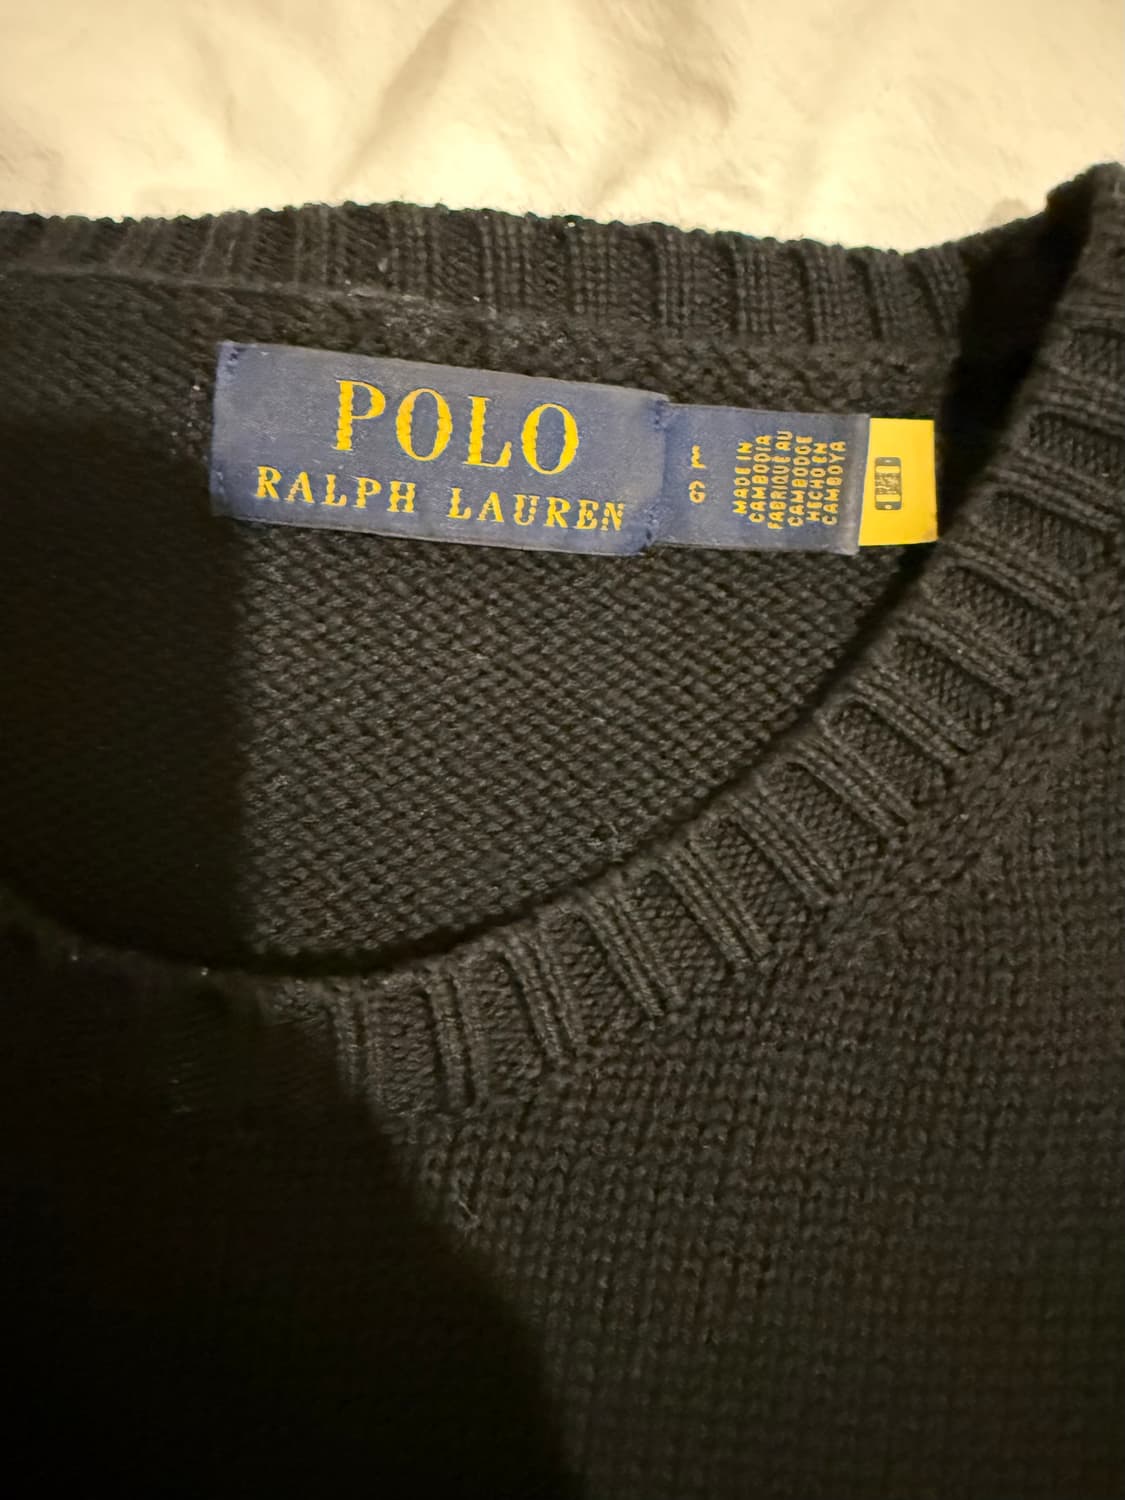 POLO
RALPH LAUREN
L
G
MADE IN
CAMBODIA
FABRIQUÉ AU
CAMBODGE
HECHO EN
CAMBOYA